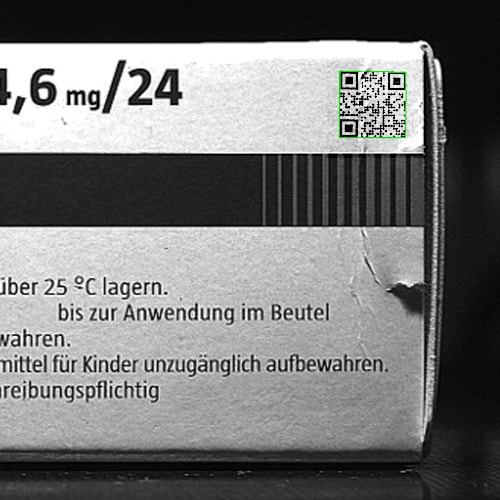 4,6 mg/24
über 25 ºC lagern.
bis zur Anwendung im Beutel
wahren.
mittel für Kinder unzugänglich aufbewahren.
reibungspflichtig